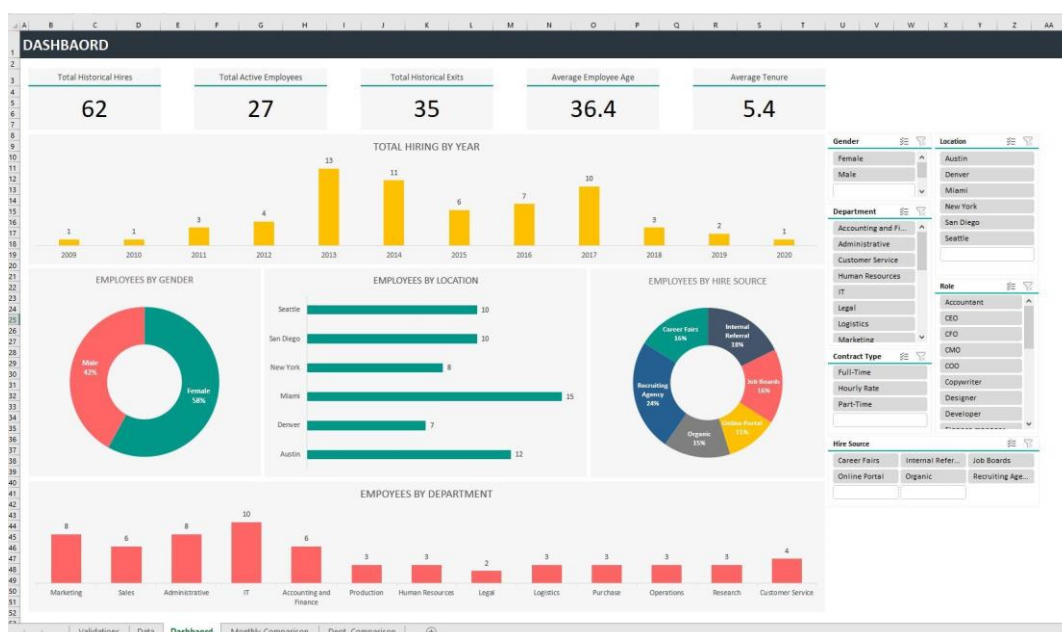 A B C D E F G H I J K L M N O P Q R S T U V W X Y Z AA
DASHBAORD
Total Historical Hires Total Active Employees Total Historical Exits Average Employee Age Average Tenure
62 27 35 36.4 5.4
TOTAL HIRING BY YEAR
1 1 3 4 13 11 6 7 10 3 2 1
2009 2010 2011 2012 2013 2014 2015 2016 2017 2018 2019 2020
EMPLOYEES BY GENDER
Male
42%
Female
58%
EMPLOYEES BY LOCATION
Seattle 10
San Diego 10
New York 8
Miami 15
Denver 7
Austin 12
EMPLOYEES BY HIRE SOURCE
Career Fairs
16%
Internal
Referral
18%
Job Boards
16%
Online Portal
11%
Organic
15%
Recruiting
Agency
24%
EMPOYEES BY DEPARTMENT
8 6 8 10 6 3 3 2 3 3 3 3 4
Marketing Sales Administrative IT Accounting and Finance Production Human Resources Legal Logistics Purchase Operations Research Customer Service
Gender
Female
Male
Department
Accounting and Fi...
Administrative
Customer Service
Human Resources
IT
Legal
Logistics
Marketing
Contract Type
Full-Time
Hourly Rate
Part-Time
Location
Austin
Denver
Miami
New York
San Diego
Seattle
Role
Accountant
CEO
CFO
CMO
COO
Copywriter
Designer
Developer
Hire Source
Career Fairs Internal Refer... Job Boards
Online Portal Organic Recruiting Age...
Validations Data Dashbaord Monthly Comparison Dept. Comparison